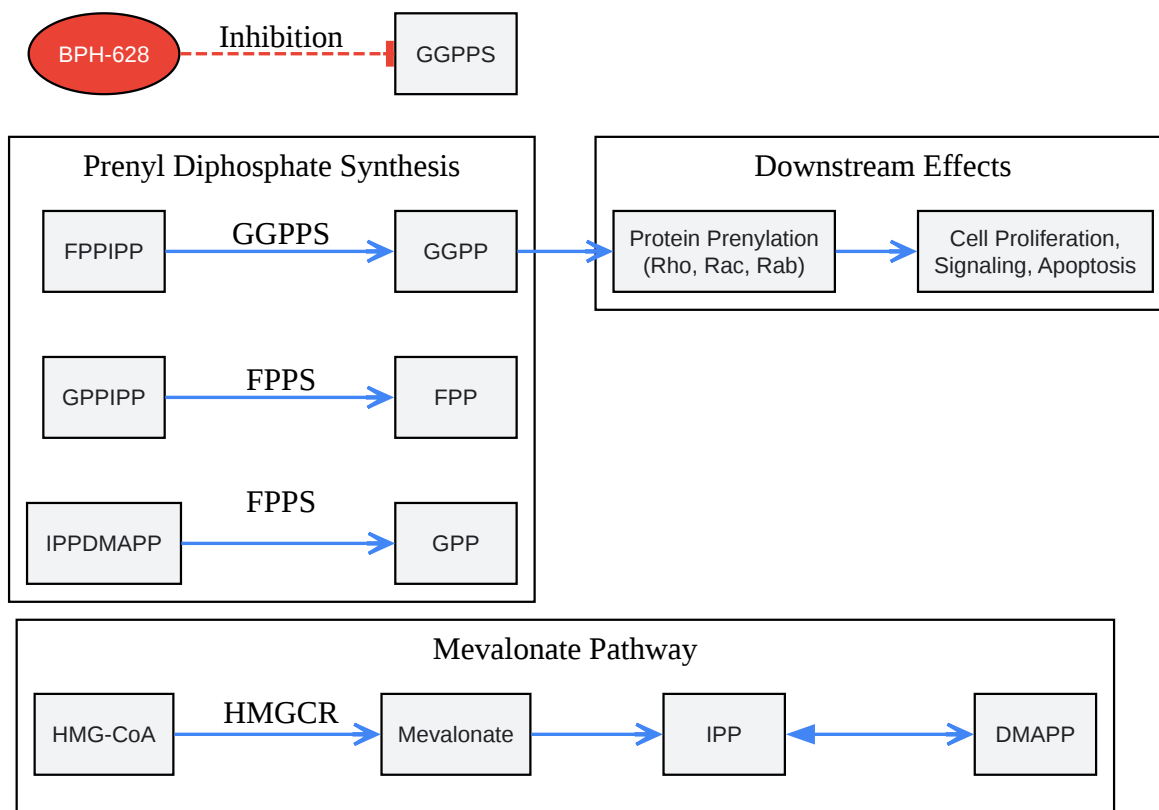 BPH-628
Inhibition
GGPPS
Prenyl Diphosphate Synthesis
FPPIPP
GGPPS
GGPP
GPPIPP
FPPS
FPP
IPPDMAPP
FPPS
GPP
Downstream Effects
Protein Prenylation
(Rho, Rac, Rab)
Cell Proliferation,
Signaling, Apoptosis
Mevalonate Pathway
HMG-CoA
HMGCR
Mevalonate
IPP
DMAPP